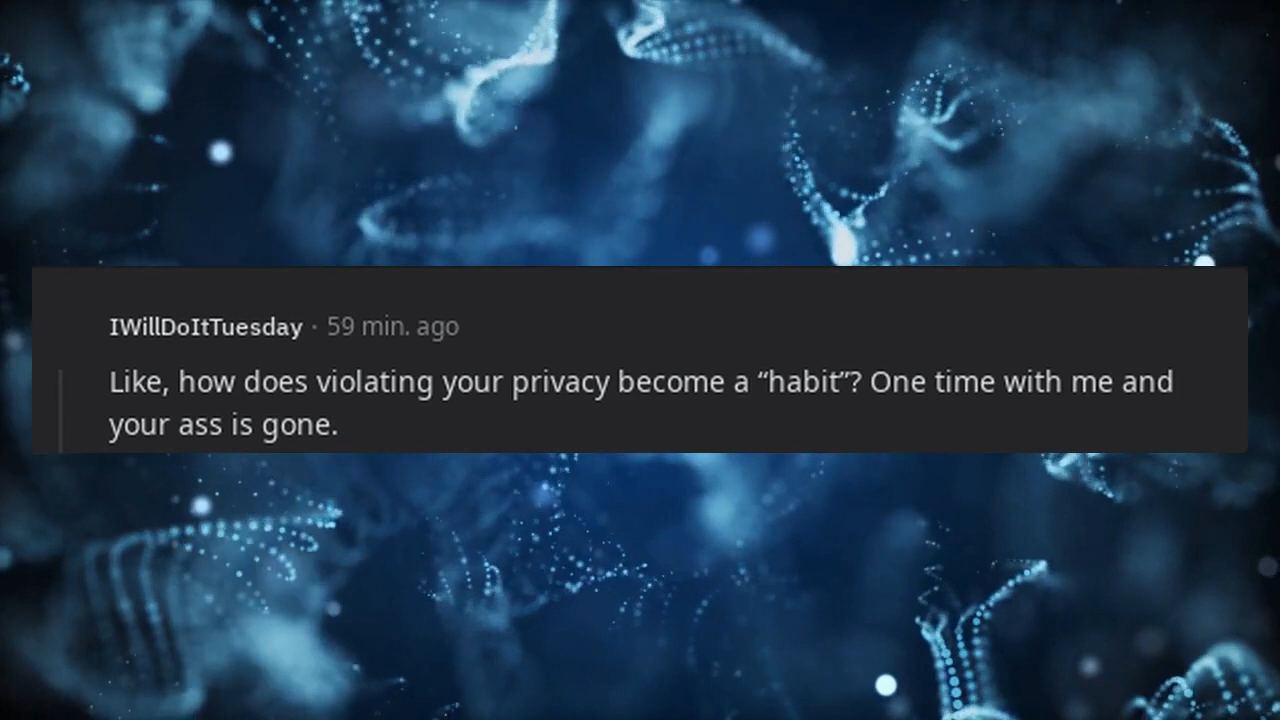 IWillDoItTuesday · 59 min. ago
Like, how does violating your privacy become a “habit”? One time with me and
your ass is gone.